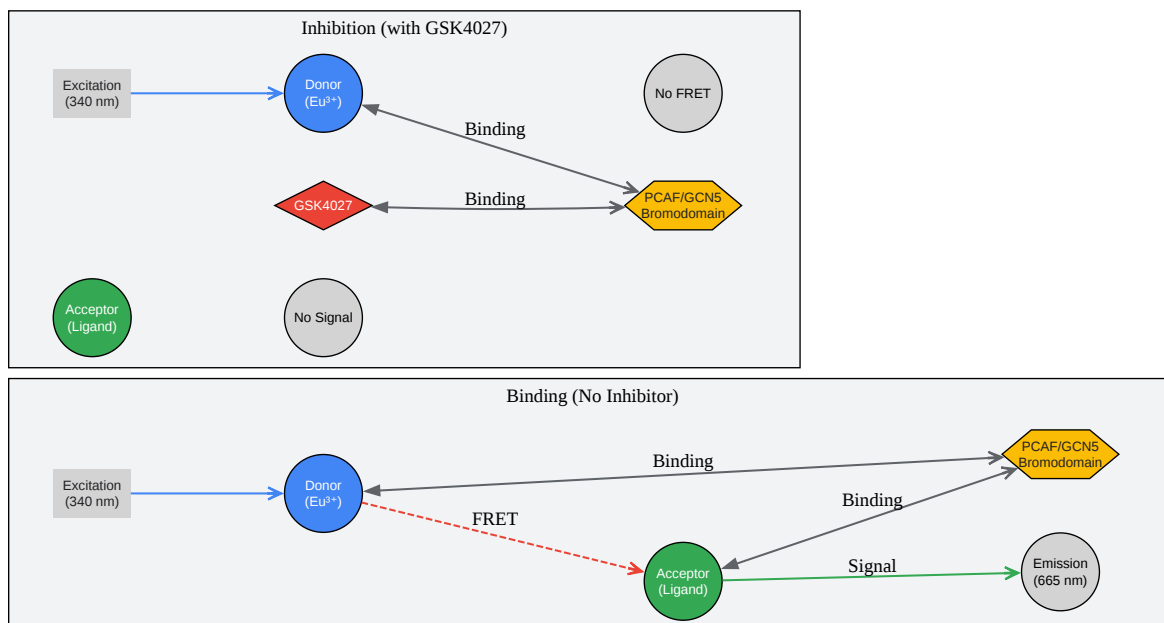 Inhibition (with GSK4027)
Excitation
(340 nm)
Donor
(Eu³⁺)
No FRET
Binding
GSK4027
Binding
PCAF/GCN5
Bromodomain
Acceptor
(Ligand)
No Signal
Binding (No Inhibitor)
Excitation
(340 nm)
Donor
(Eu³⁺)
Binding
PCAF/GCN5
Bromodomain
FRET
Binding
Acceptor
(Ligand)
Signal
Emission
(665 nm)